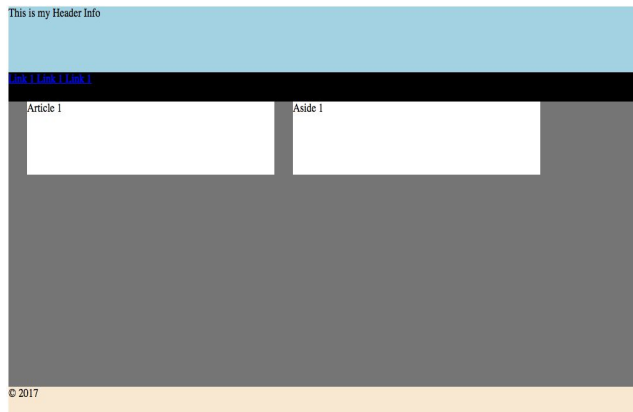 This is my Header Info
Link 1 Link 1 Link 1
Article 1
Aside 1
© 2017